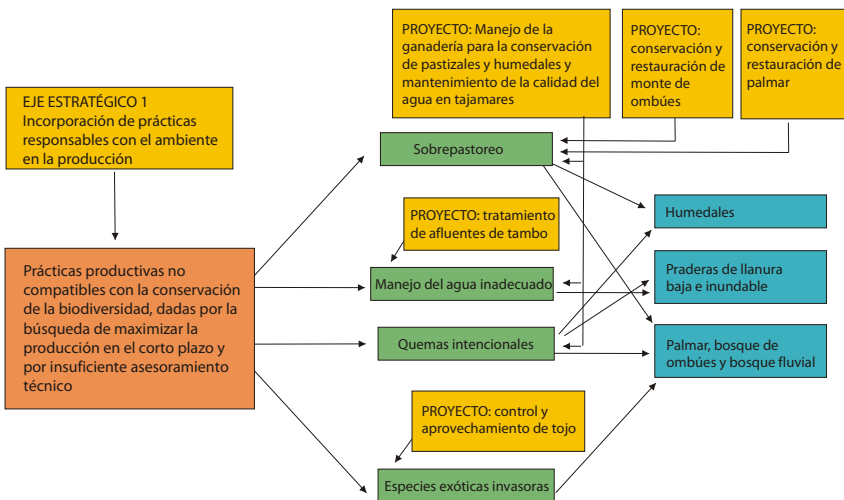 PROYECTO: Manejo de la
ganadería para la conservación
de pastizales y humedales y
mantenimiento de la calidad del
agua en tajamares
PROYECTO:
conservación y
restauración de
monte de
ombúes
PROYECTO:
conservación y
restauración de
palmar
EJE ESTRATÉGICO 1
Incorporación de prácticas
responsables con el ambiente
en la producción
Sobrepastoreo
PROYECTO: tratamiento
de afluentes de tambo
Humedales
Prácticas productivas no
compatibles con la conservación
de la biodiversidad, dadas por la
búsqueda de maximizar la
producción en el corto plazo y
por insuficiente asesoramiento
técnico
Manejo del agua inadecuado
Praderas de llanura
baja e inundable
Quemas intencionales
Palmar, bosque de
ombúes y bosque fluvial
PROYECTO: control y
aprovechamiento de tojo
Especies exóticas invasoras